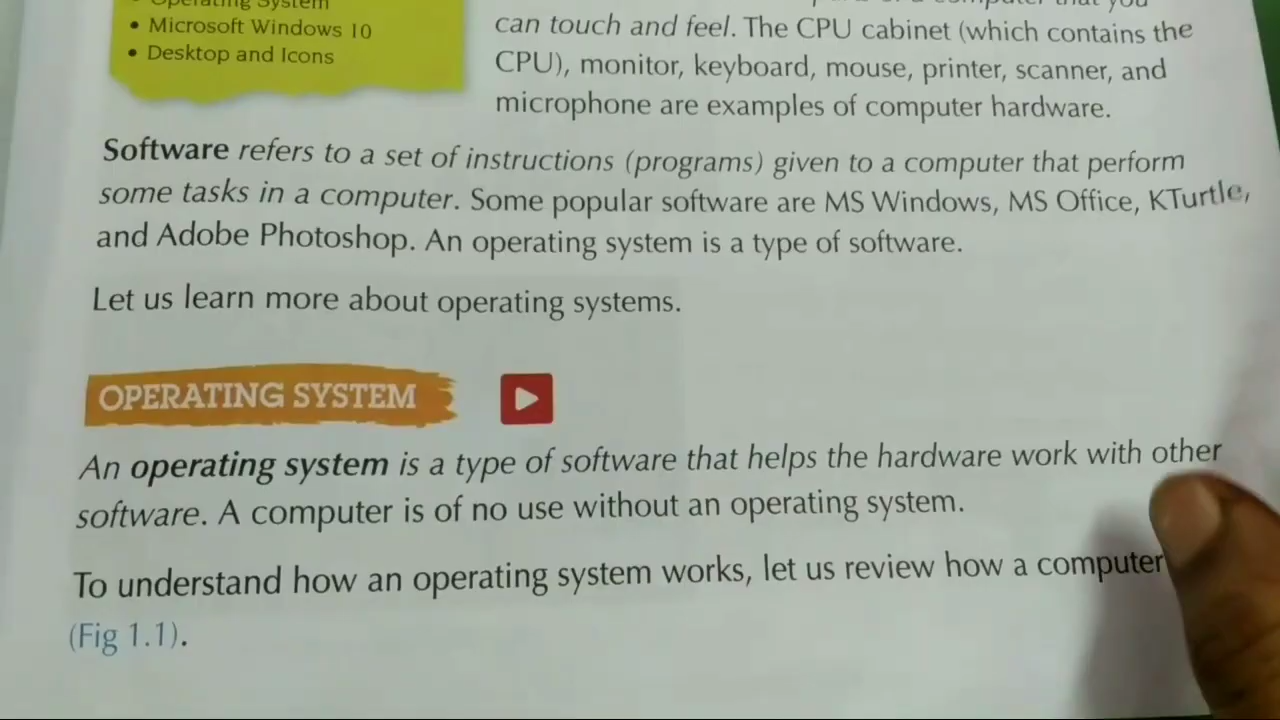 Operating System
• Microsoft Windows 10
• Desktop and Icons
computer that you
can touch and feel. The CPU cabinet (which contains the
CPU), monitor, keyboard, mouse, printer, scanner, and
microphone are examples of computer hardware.
Software refers to a set of instructions (programs) given to a computer that perform
some tasks in a computer. Some popular software are MS Windows, MS Office, KTurtle,
and Adobe Photoshop. An operating system is a type of software.
Let us learn more about operating systems.
OPERATING SYSTEM
An operating system is a type of software that helps the hardware work with other
software. A computer is of no use without an operating system.
To understand how an operating system works, let us review how a computer
(Fig 1.1).